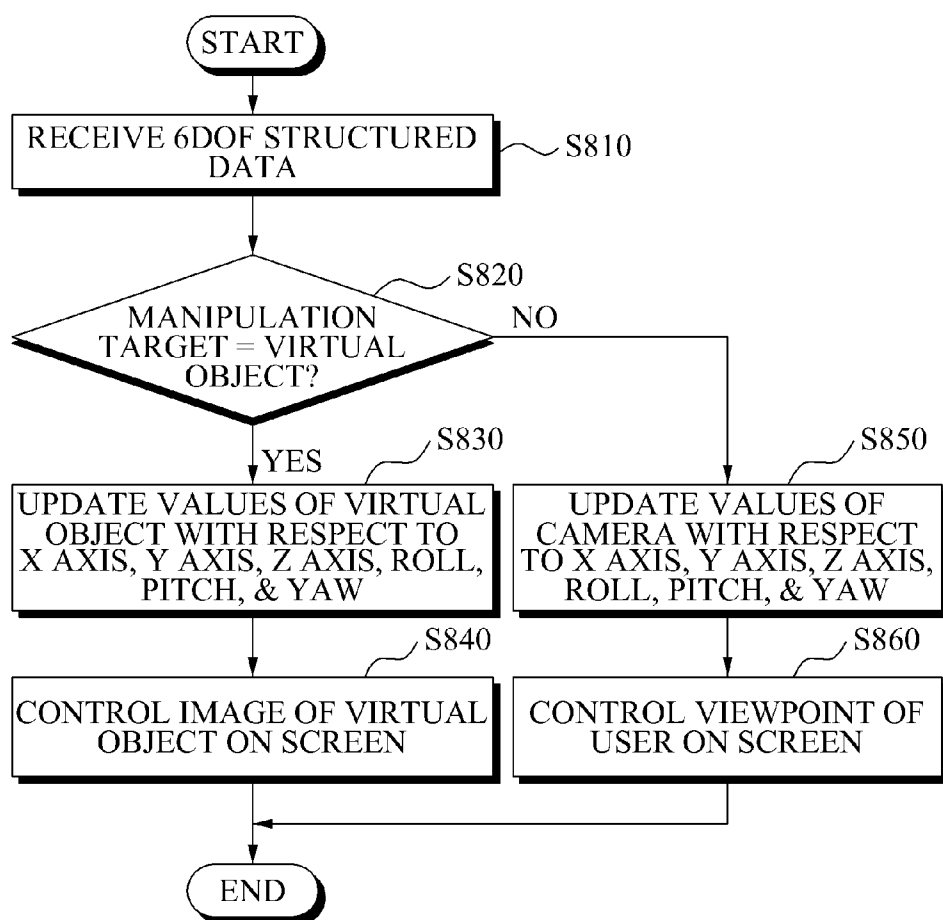 START
RECEIVE 6DOF STRUCTURED
DATA
S810
S820
MANIPULATION
TARGET = VIRTUAL
OBJECT?
NO
YES
S830
UPDATE VALUES OF VIRTUAL
OBJECT WITH RESPECT TO
X AXIS, Y AXIS, Z AXIS, ROLL,
PITCH, & YAW
S850
UPDATE VALUES OF
CAMERA WITH RESPECT
TO X AXIS, Y AXIS, Z AXIS,
ROLL, PITCH, & YAW
S840
CONTROL IMAGE OF VIRTUAL
OBJECT ON SCREEN
S860
CONTROL VIEWPOINT OF
USER ON SCREEN
END